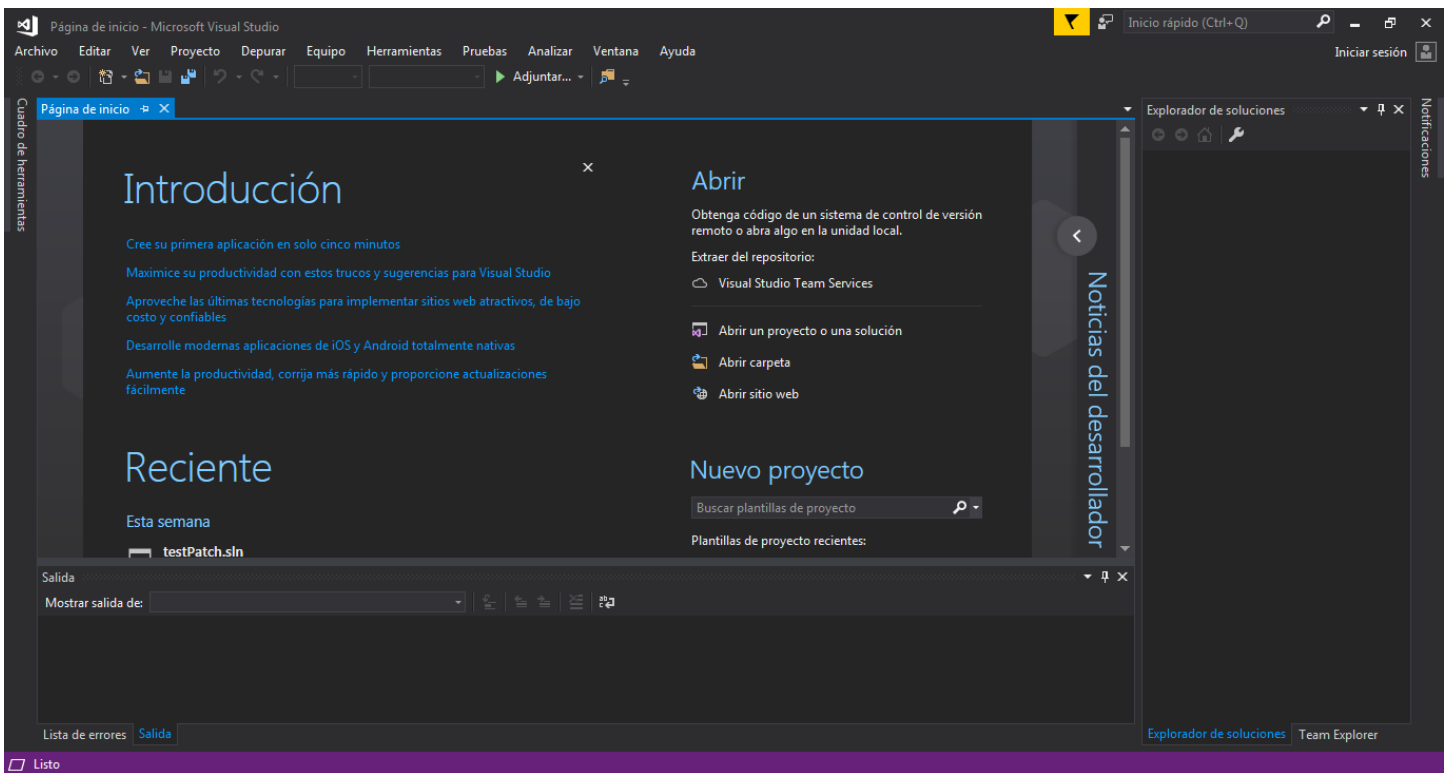 Página de inicio - Microsoft Visual Studio
Inicio rápido (Ctrl+Q)
Archivo Editar Ver Proyecto Depurar Equipo Herramientas Pruebas Analizar Ventana Ayuda
Iniciar sesión
Adjuntar...
Cuadro de herramientas
Página de inicio
Introducción
Cree su primera aplicación en solo cinco minutos
Maximice su productividad con estos trucos y sugerencias para Visual Studio
Aproveche las últimas tecnologías para implementar sitios web atractivos, de bajo
costo y confiables
Desarrolle modernas aplicaciones de iOS y Android totalmente nativas
Aumente la productividad, corrija más rápido y proporcione actualizaciones
fácilmente
Reciente
Esta semana
testPatch.sln
Abrir
Obtenga código de un sistema de control de versión
remoto o abra algo en la unidad local.
Extraer del repositorio:
Visual Studio Team Services
Abrir un proyecto o una solución
Abrir carpeta
Abrir sitio web
Nuevo proyecto
Buscar plantillas de proyecto
Plantillas de proyecto recientes:
Noticias del desarrollador
Explorador de soluciones
Notificaciones
Salida
Mostrar salida de:
Lista de errores Salida
Explorador de soluciones Team Explorer
Listo